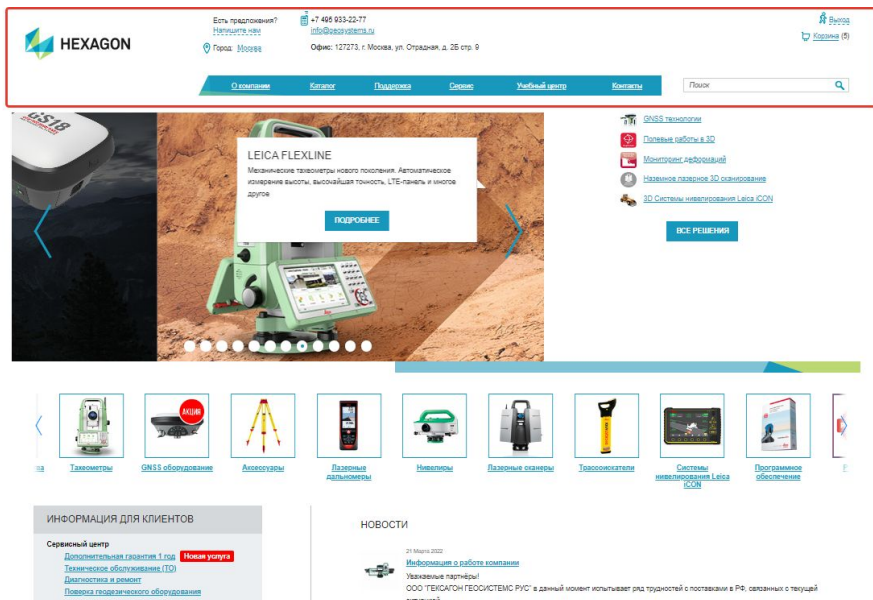 HEXAGON
Есть предложения?
Напишите нам
Город: Москва
+7 495 933-22-77
info@geosystems.ru
Офис: 127273, г. Москва, ул. Отрадная, д. 2Б стр. 9
Выход
Корзина (5)
О компании Каталог Поддержка Сервис Учебный центр Контакты
Поиск
GS18
LEICA FLEXLINE
Механические тахеометры нового поколения. Автоматическое
измерение высоты, высочайшая точность, LTE-панель и многое
другое
ПОДРОБНЕЕ
GNSS технологии
Полевые работы в 3D
Мониторинг деформаций
Наземное лазерное 3D сканирование
3D Системы нивелирования Leica iCON
ВСЕ РЕШЕНИЯ
АКЦИЯ
Тахеометры
GNSS оборудование
Аксессуары
Лазерные
дальномеры
Нивелиры
Лазерные сканеры
Трассоискатели
Системы
нивелирования Leica
iCON
Программное
обеспечение
ИНФОРМАЦИЯ ДЛЯ КЛИЕНТОВ
Сервисный центр
Дополнительная гарантия 1 год Новая услуга
Техническое обслуживание (ТО)
Диагностика и ремонт
Поверка геодезического оборудования
НОВОСТИ
21 Марта 2022
Информация о работе компании
Уважаемые партнёры!
ООО "ГЕКСАГОН ГЕОСИСТЕМС РУС" в данный момент испытывает ряд трудностей с поставками в РФ, связанных с текущей